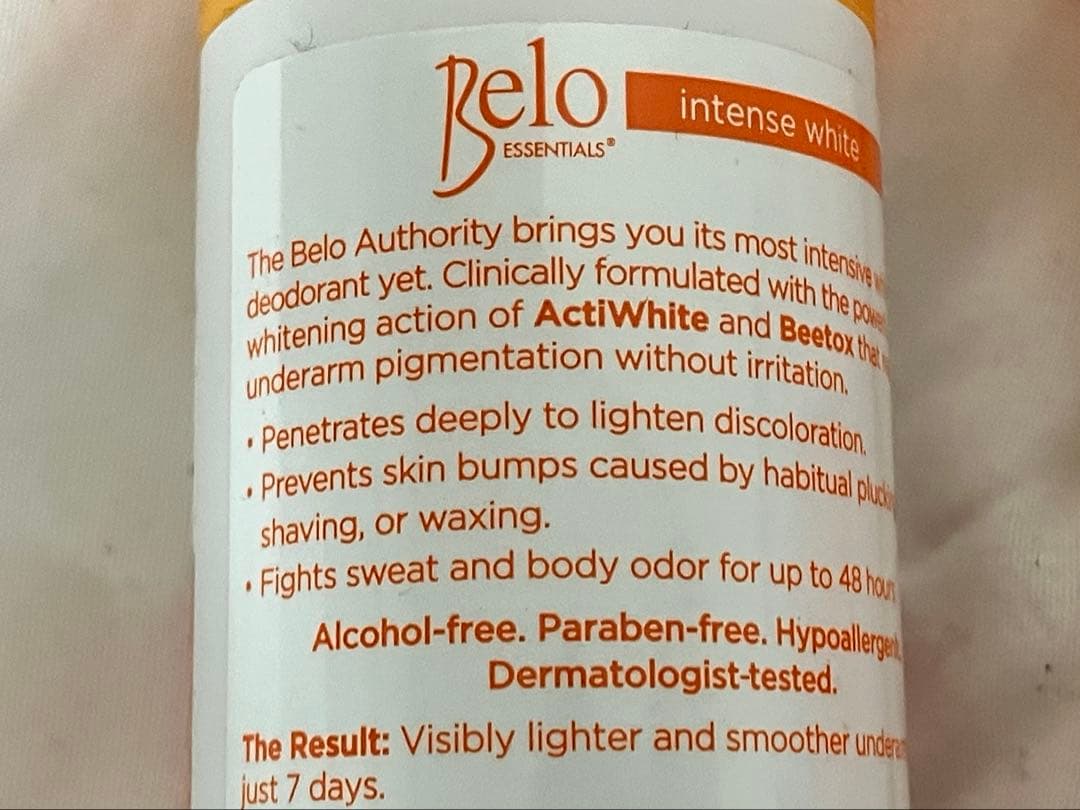 Belo
ESSENTIALS®
intense white
The Belo Authority brings you its most intensive
deodorant yet. Clinically formulated with the
whitening action of ActiWhite and Beetox that
underarm pigmentation without irritation.
• Penetrates deeply to lighten discoloration.
• Prevents skin bumps caused by habitual
shaving, or waxing.
• Fights sweat and body odor for up to 48
Alcohol-free. Paraben-free.
Dermatologist-tested.
The Result: Visibly lighter and smoother
just 7 days.